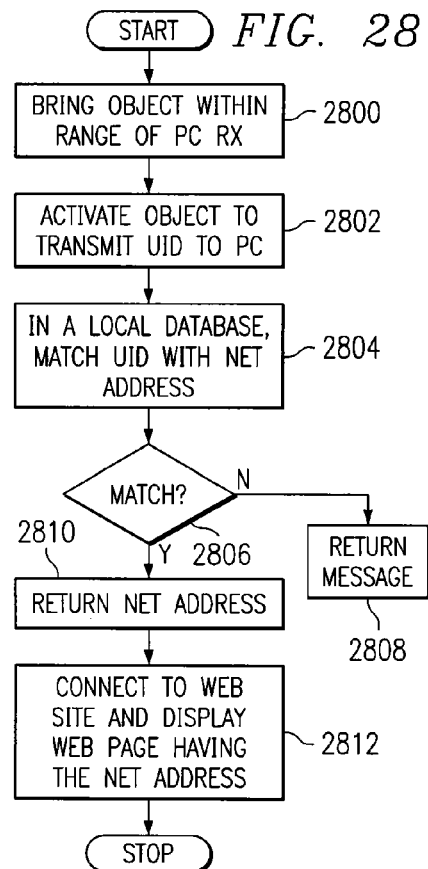 START
FIG. 28
BRING OBJECT WITHIN
RANGE OF PC RX
2800
ACTIVATE OBJECT TO
TRANSMIT UID TO PC
2802
IN A LOCAL DATABASE,
MATCH UID WITH NET
ADDRESS
2804
MATCH?
N
2806
Y
2810
RETURN
MESSAGE
2808
RETURN NET ADDRESS
CONNECT TO WEB
SITE AND DISPLAY
WEB PAGE HAVING
THE NET ADDRESS
2812
STOP